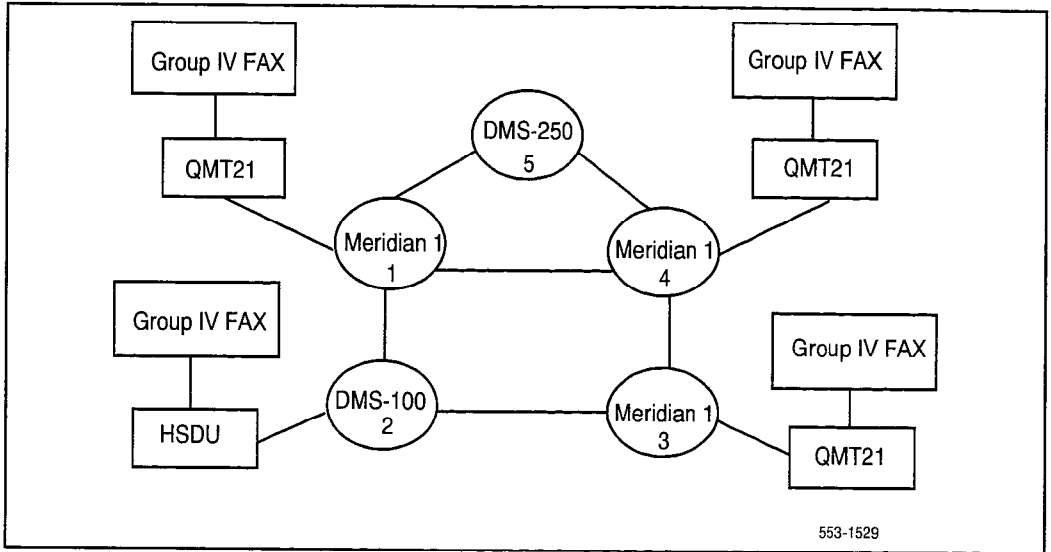 Group IV FAX
Group IV FAX
DMS-250
5
QMT21
QMT21
Meridian 1
1
Meridian 1
4
Group IV FAX
Group IV FAX
DMS-100
2
Meridian 1
3
HSDU
QMT21
553-1529